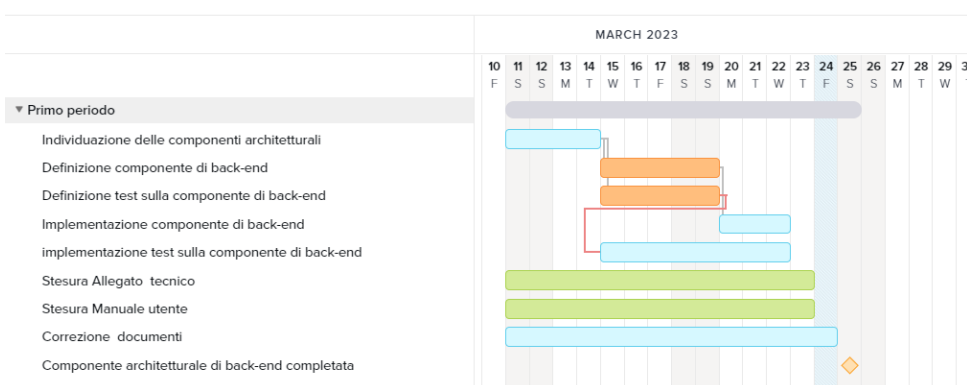 MARCH 2023
10 11 12 13 14 15 16 17 18 19 20 21 22 23 24 25 26 27 28 29 3
F S S M T W T F S S M T W T F S S M T W
Primo periodo
Individuazione delle componenti architetturali
Definizione componente di back-end
Definizione test sulla componente di back-end
Implementazione componente di back-end
implementazione test sulla componente di back-end
Stesura Allegato tecnico
Stesura Manuale utente
Correzione documenti
Componente architetturale di back-end completata